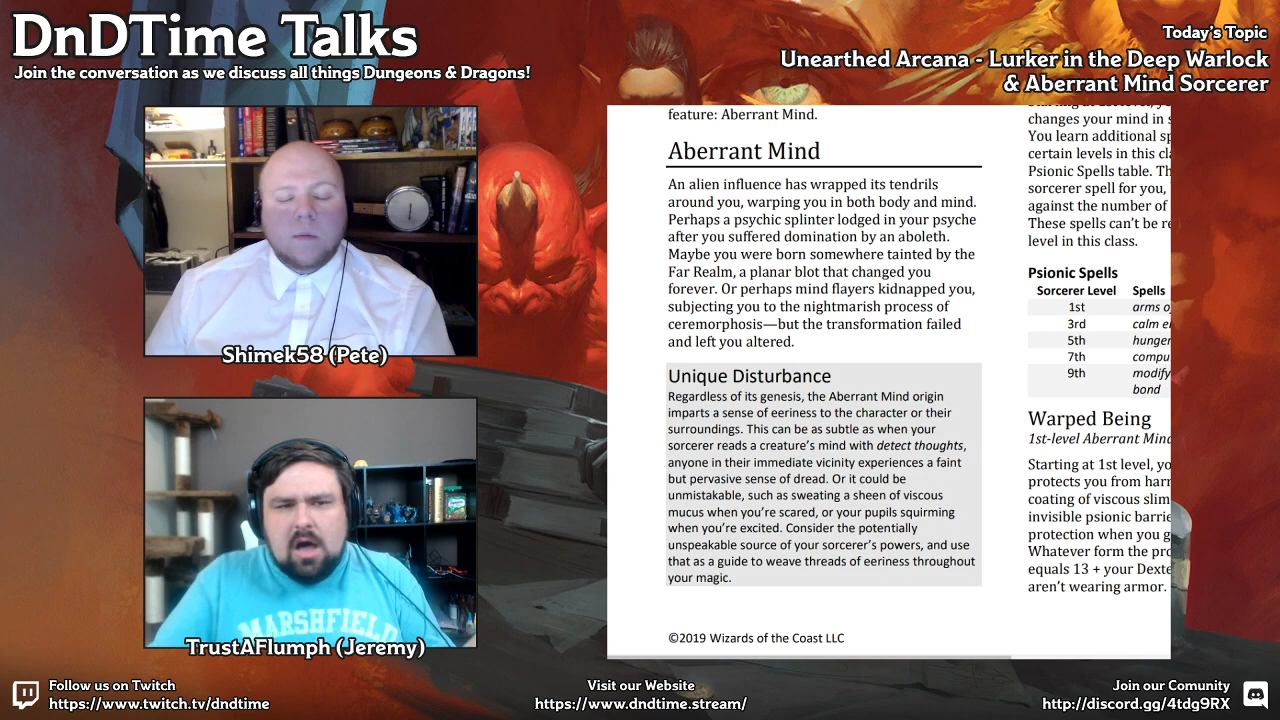 DnDTime Talks
Join the conversation as we discuss all things Dungeons & Dragons!
Today's Topic
Unearthed Arcana - Lurker in the Deep Warlock
& Aberrant Mind Sorcerer
Shimek58 (Pete)
MARSHFIELD
TrustAFlumph (Jeremy)
feature: Aberrant Mind.
Aberrant Mind
An alien influence has wrapped its tendrils
around you, warping you in both body and mind.
Perhaps a psychic splinter lodged in your psyche
after you suffered domination by an aboleth.
Maybe you were born somewhere tainted by the
Far Realm, a planar blot that changed you
forever. Or perhaps mind flayers kidnapped you,
subjecting you to the nightmarish process of
ceremorphosis—but the transformation failed
and left you altered.
Unique Disturbance
Regardless of its genesis, the Aberrant Mind origin
imparts a sense of eeriness to the character or their
surroundings. This can be as subtle as when your
sorcerer reads a creature's mind with detect thoughts,
anyone in their immediate vicinity experiences a faint
but pervasive sense of dread. Or it could be
unmistakable, such as sweating a sheen of viscous
mucus when you're scared, or your pupils squirming
when you're excited. Consider the potentially
unspeakable source of your sorcerer's powers, and use
that as a guide to weave threads of eeriness throughout
your magic.
©2019 Wizards of the Coast LLC
changes your mind in s
You learn additional sp
certain levels in this cla
Psionic Spells table. Th
sorcerer spell for you,
against the number of
These spells can't be re
level in this class.
Psionic Spells
Sorcerer Level Spells
1st arms o
3rd calm e
5th hunger
7th compu
9th modify
bond
Warped Being
1st-level Aberrant Mind
Starting at 1st level, yo
protects you from harr
coating of viscous slim
invisible psionic barrie
protection when you g
Whatever form the pro
equals 13 + your Dexte
aren't wearing armor.
Follow us on Twitch
https://www.twitch.tv/dndtime
Visit our Website
https://www.dndtime.stream/
Join our Comunity
http://discord.gg/4tdg9RX